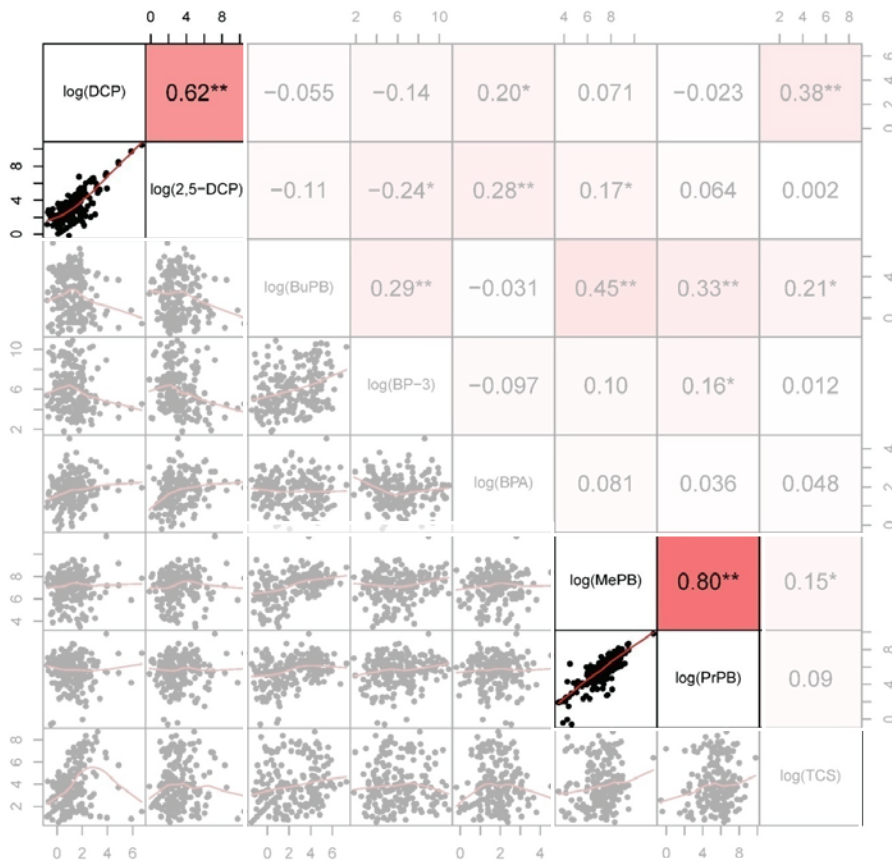 0 4 8 2 6 10 4 6 8 2 4 6 8
log(DCP) 0.62** −0.055 −0.14 0.20* 0.071 −0.023 0.38** 0 2 4 6
0 4 8 log(2,5−DCP) −0.11 −0.24* 0.28** 0.17* 0.064 0.002
log(BuPB) 0.29** −0.031 0.45** 0.33** 0.21* 0 4
2 6 10 log(BP−3) −0.097 0.10 0.16* 0.012
log(BPA) 0.081 0.036 0.048 0 2 4
4 6 8 log(MePB) 0.80** 0.15*
log(PrPB) 0.09 0 4 8
2 4 6 8 log(TCS)
0 2 4 6 0 2 4 6 0 2 4 0 4 8